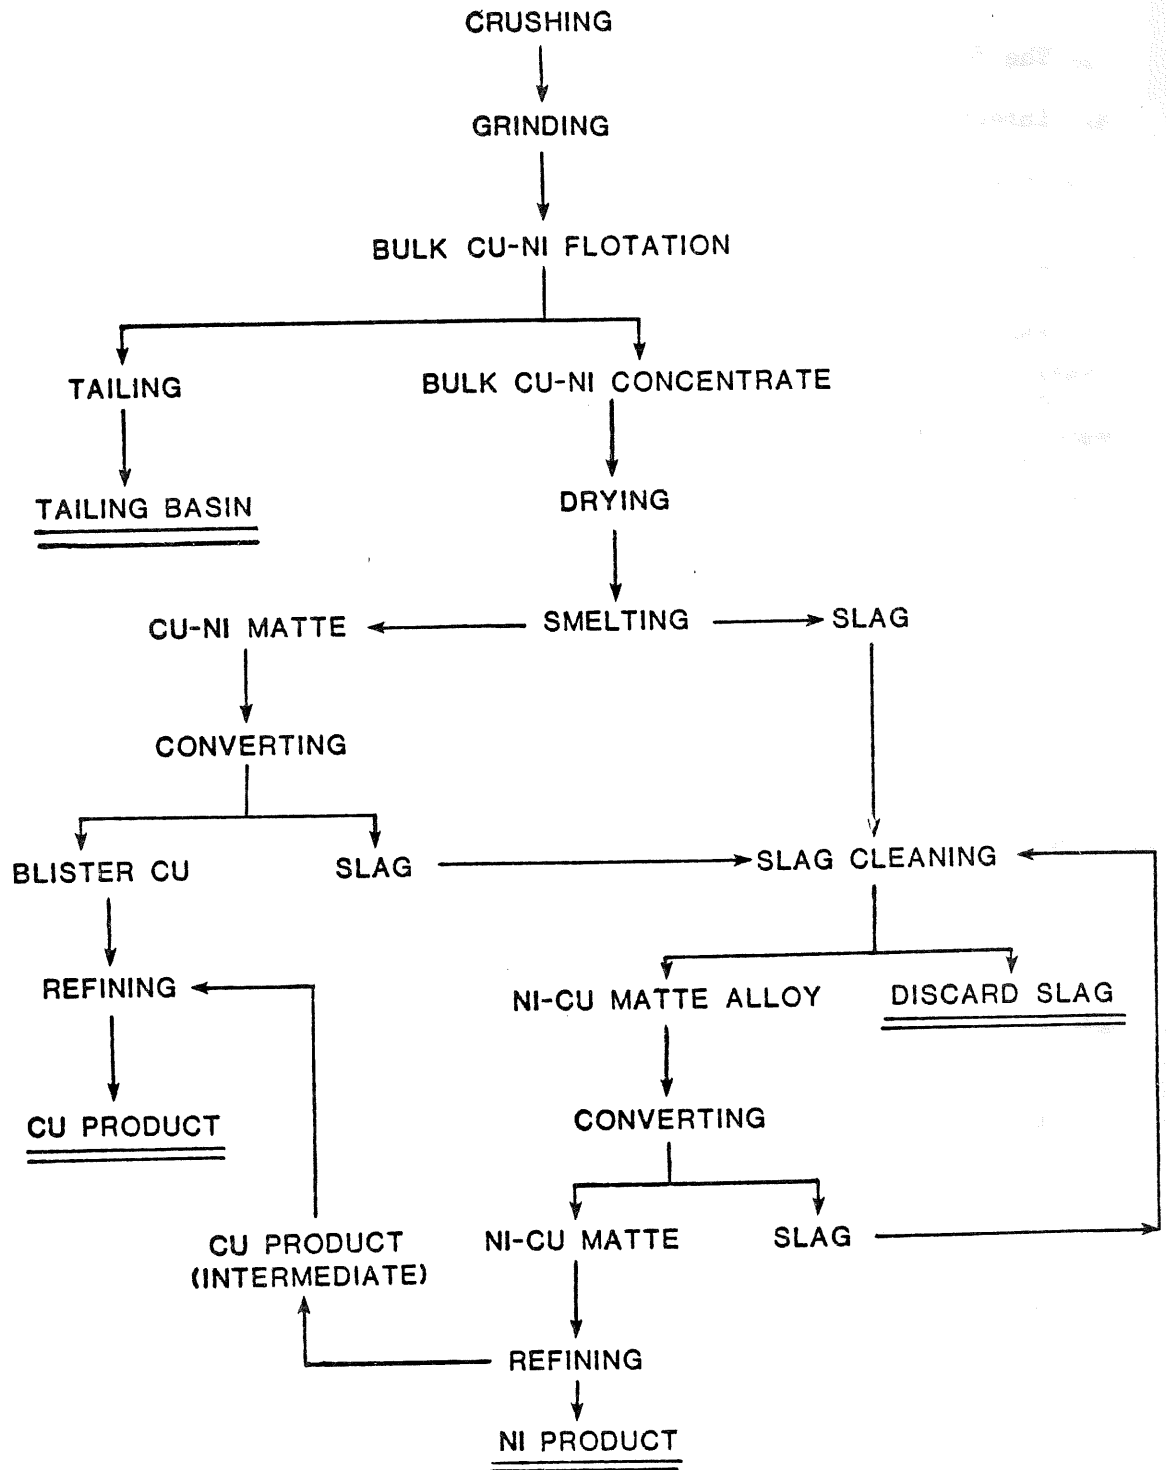 CRUSHING
GRINDING
BULK CU-NI FLOTATION
TAILING
BULK CU-NI CONCENTRATE
TAILING BASIN
DRYING
CU-NI MATTE
SMELTING
SLAG
CONVERTING
BLISTER CU
SLAG
SLAG CLEANING
REFINING
NI-CU MATTE ALLOY
DISCARD SLAG
CU PRODUCT
CONVERTING
CU PRODUCT
(INTERMEDIATE)
NI-CU MATTE
SLAG
REFINING
NI PRODUCT